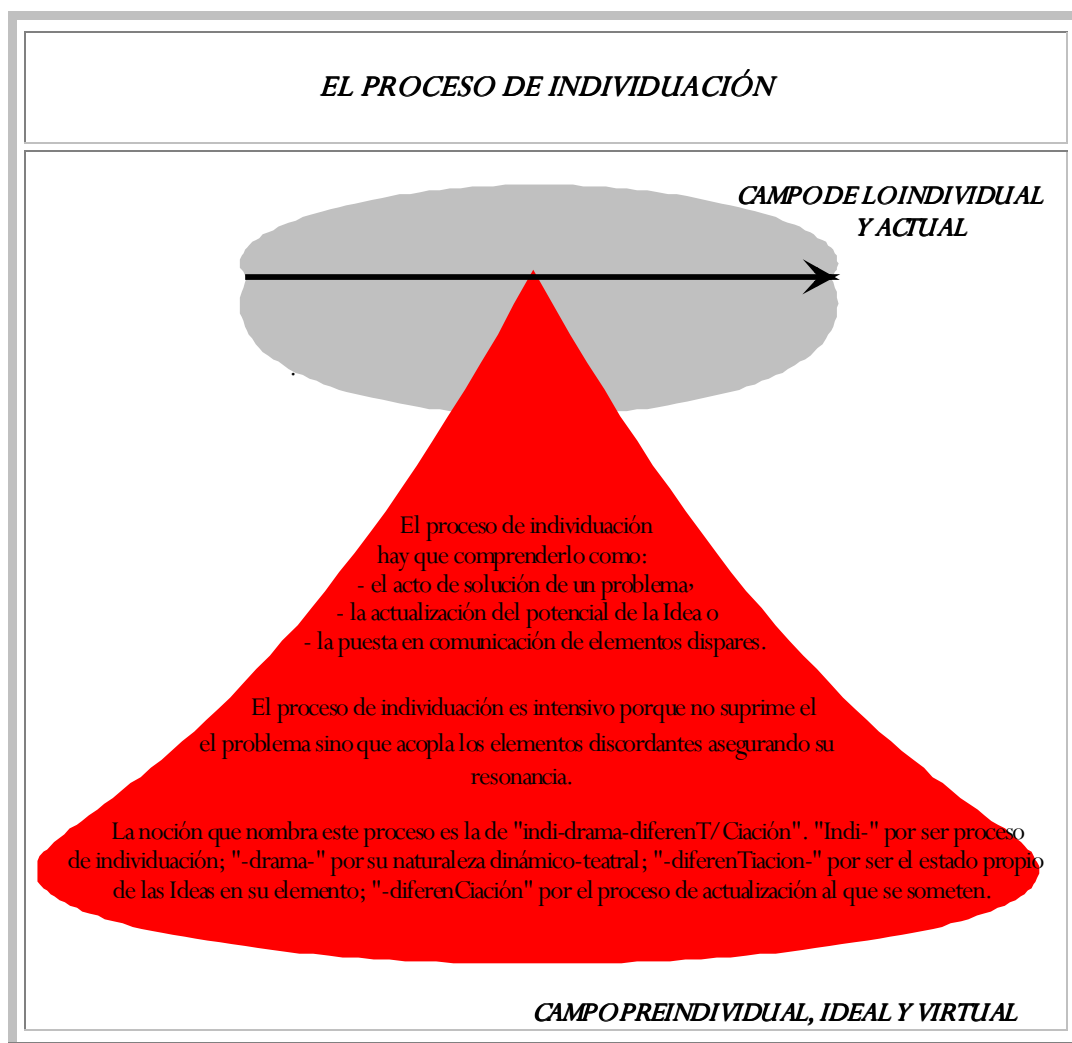 EL PROCESO DE INDIVIDUACIÓN
CAMPO DE LO INDIVIDUAL
Y ACTUAL
El proceso de individuación
hay que comprenderlo como:
- el acto de solución de un problema,
- la actualización del potencial de la Idea o
- la puesta en comunicación de elementos dispares.
El proceso de individuación es intensivo porque no suprime el
el problema sino que acopla los elementos discordantes asegurando su
resonancia.
La noción que nombra este proceso es la de "indi-drama-diferenT/Ciación". "Indi-" por ser proceso
de individuación; "-drama-" por su naturaleza dinámico-teatral; "-diferenTiacion-" por ser el estado propio
de las Ideas en su elemento; "-diferenCiación" por el proceso de actualización al que se someten.
CAMPO PREINDIVIDUAL, IDEAL Y VIRTUAL